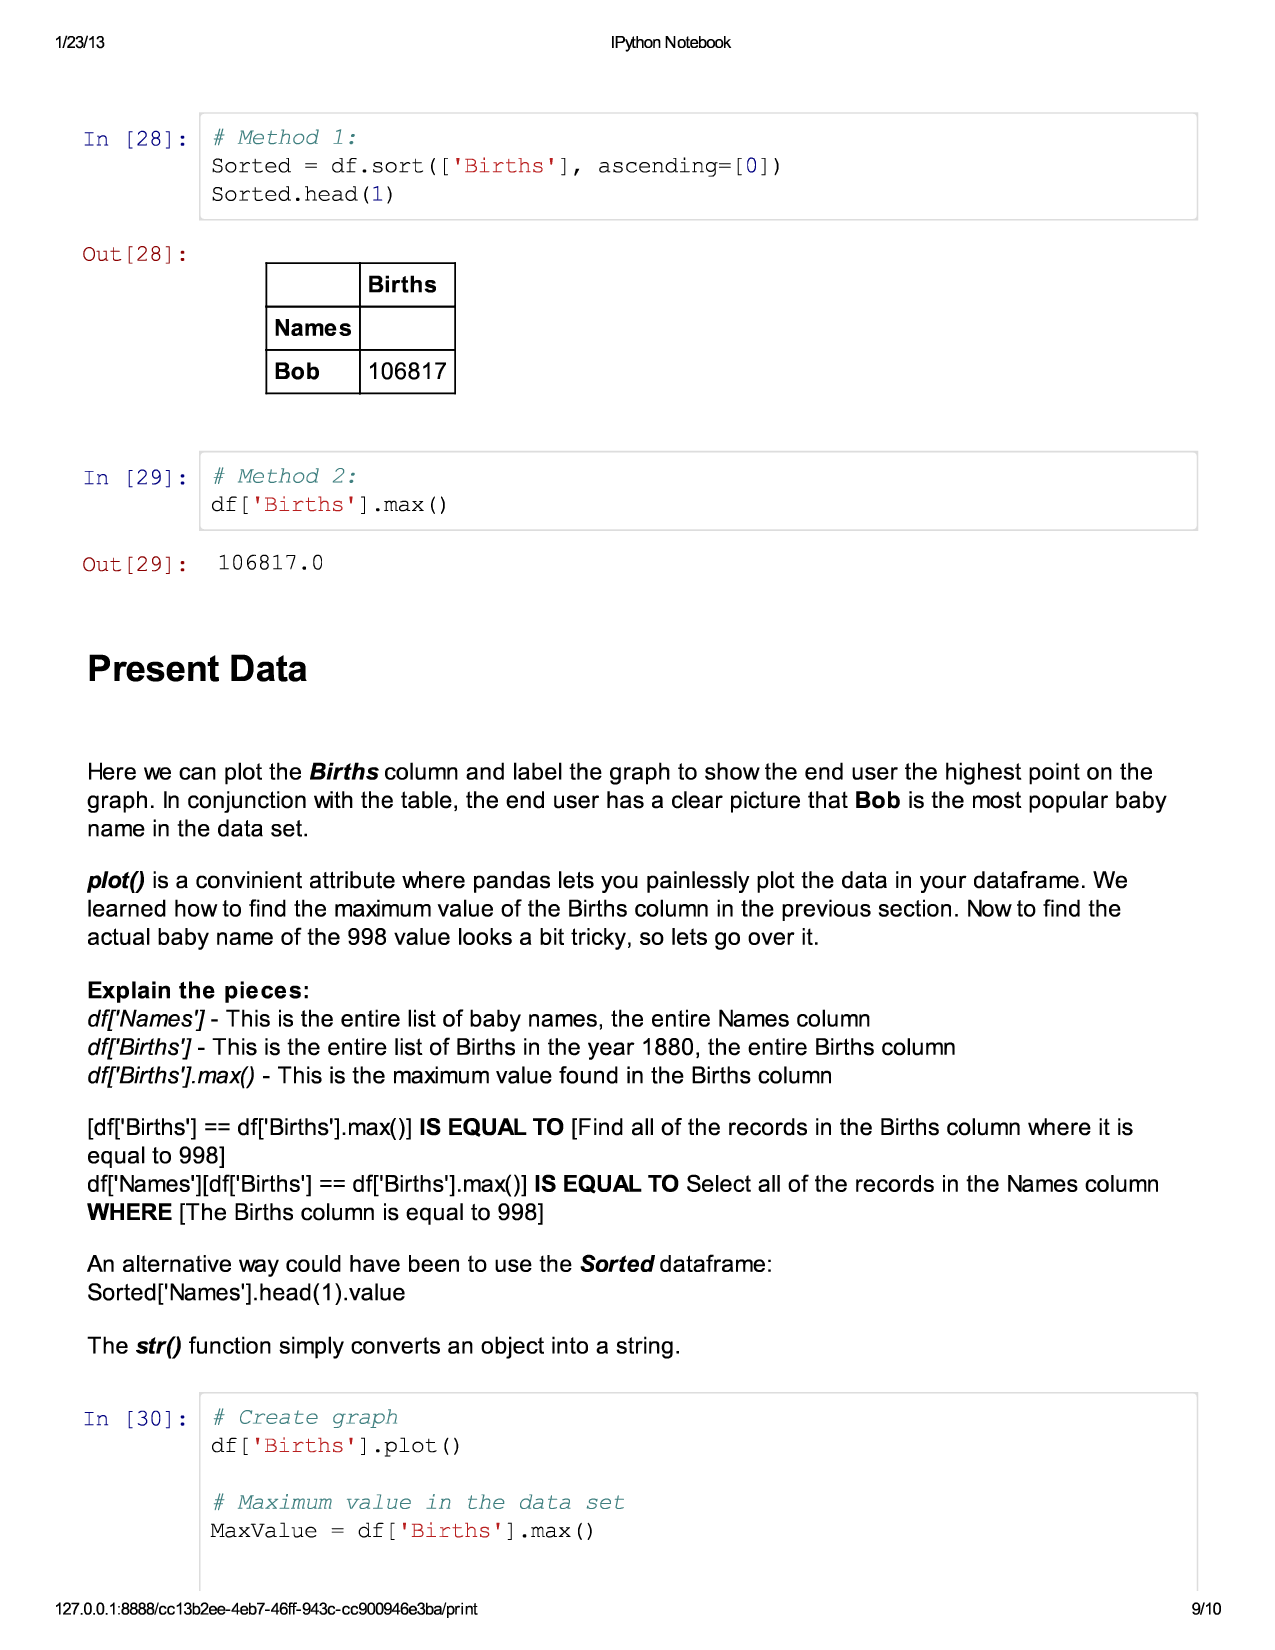 1/23/13
IPython Notebook
In [28]:
# Method 1:
Sorted = df.sort(['Births'], ascending=[0])
Sorted.head(1)
Out[28]:
Births
Names
Bob 106817
In [29]:
# Method 2:
df['Births'].max()
Out[29]: 106817.0
Present Data
Here we can plot the Births column and label the graph to show the end user the highest point on the
graph. In conjunction with the table, the end user has a clear picture that Bob is the most popular baby
name in the data set.
plot() is a convinient attribute where pandas lets you painlessly plot the data in your dataframe. We
learned how to find the maximum value of the Births column in the previous section. Now to find the
actual baby name of the 998 value looks a bit tricky, so lets go over it.
Explain the pieces:
df['Names'] - This is the entire list of baby names, the entire Names column
df['Births'] - This is the entire list of Births in the year 1880, the entire Births column
df['Births'].max() - This is the maximum value found in the Births column
[df['Births'] == df['Births'].max()] IS EQUAL TO [Find all of the records in the Births column where it is
equal to 998]
df['Names'][df['Births'] == df['Births'].max()] IS EQUAL TO Select all of the records in the Names column
WHERE [The Births column is equal to 998]
An alternative way could have been to use the Sorted dataframe:
Sorted['Names'].head(1).value
The str() function simply converts an object into a string.
In [30]:
# Create graph
df['Births'].plot()
# Maximum value in the data set
MaxValue = df['Births'].max()
127.0.0.1:8888/cc13b2ee-4eb7-46ff-943c-cc900946e3ba/print
9/10